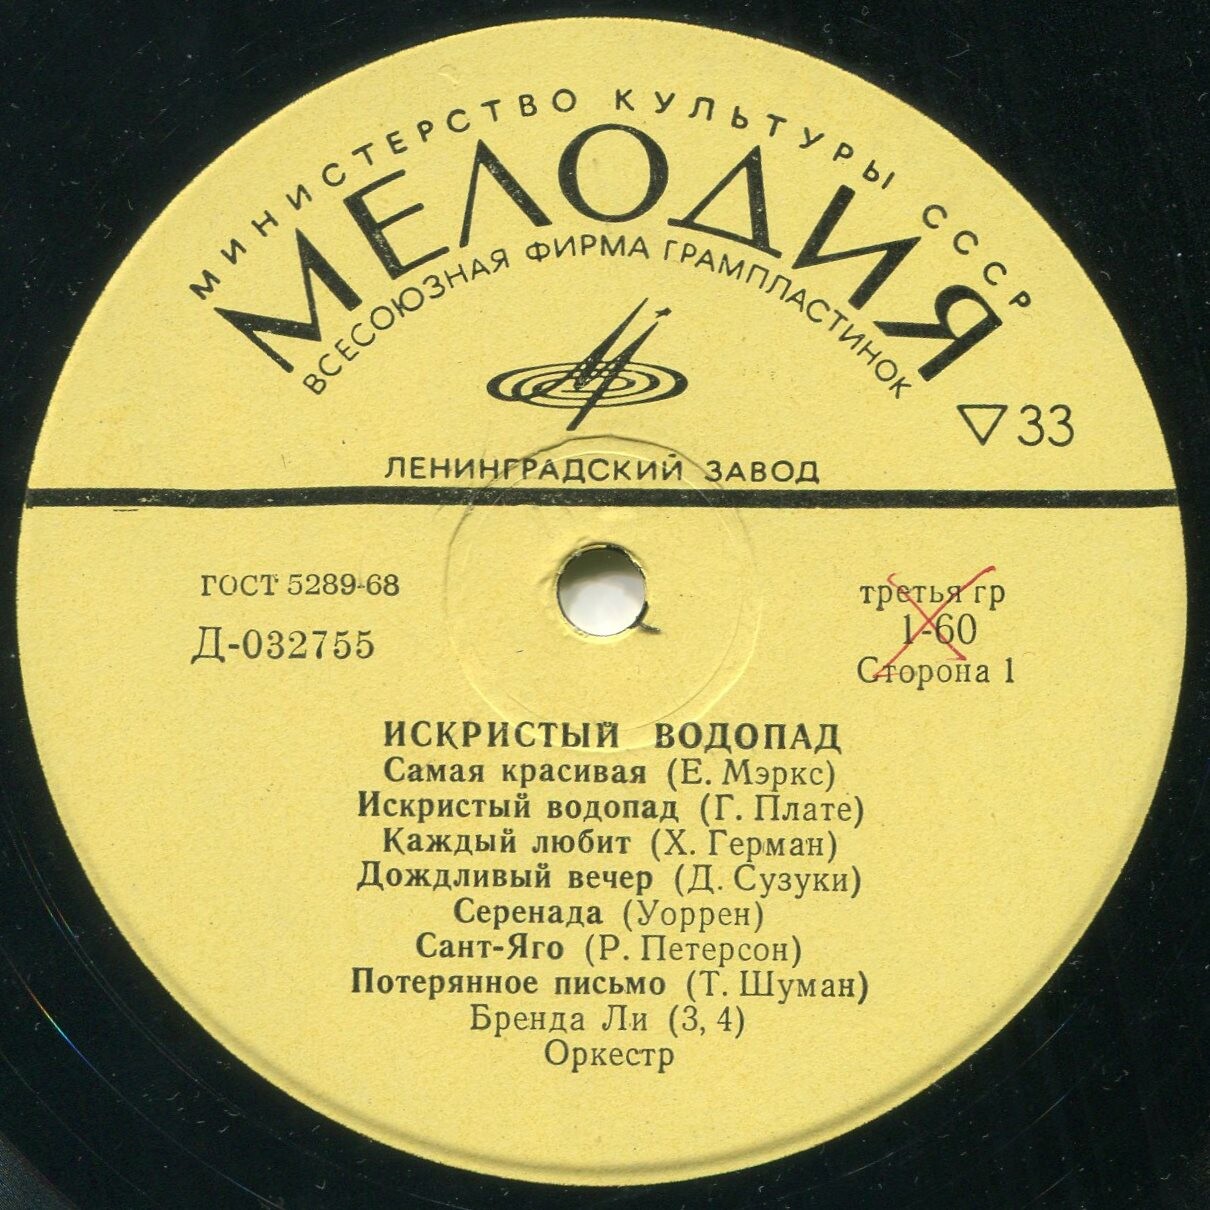 МИНИСТЕРСТВО КУЛЬТУРЫ СССР
МЕЛОДИЯ
ВСЕСОЮЗНАЯ ФИРМА ГРАМПЛАСТИНОК
▽33
ЛЕНИНГРАДСКИЙ ЗАВОД
ГОСТ 5289-68
Д-032755
третья гр
1-60
Сторона 1
ИСКРИСТЫЙ ВОДОПАД
Самая красивая (Е. Мэркс)
Искристый водопад (Г. Плате)
Каждый любит (Х. Герман)
Дождливый вечер (Д. Сузуки)
Серенада (Уоррен)
Сант-Яго (Р. Петерсон)
Потерянное письмо (Т. Шуман)
Бренда Ли (3, 4)
Оркестр